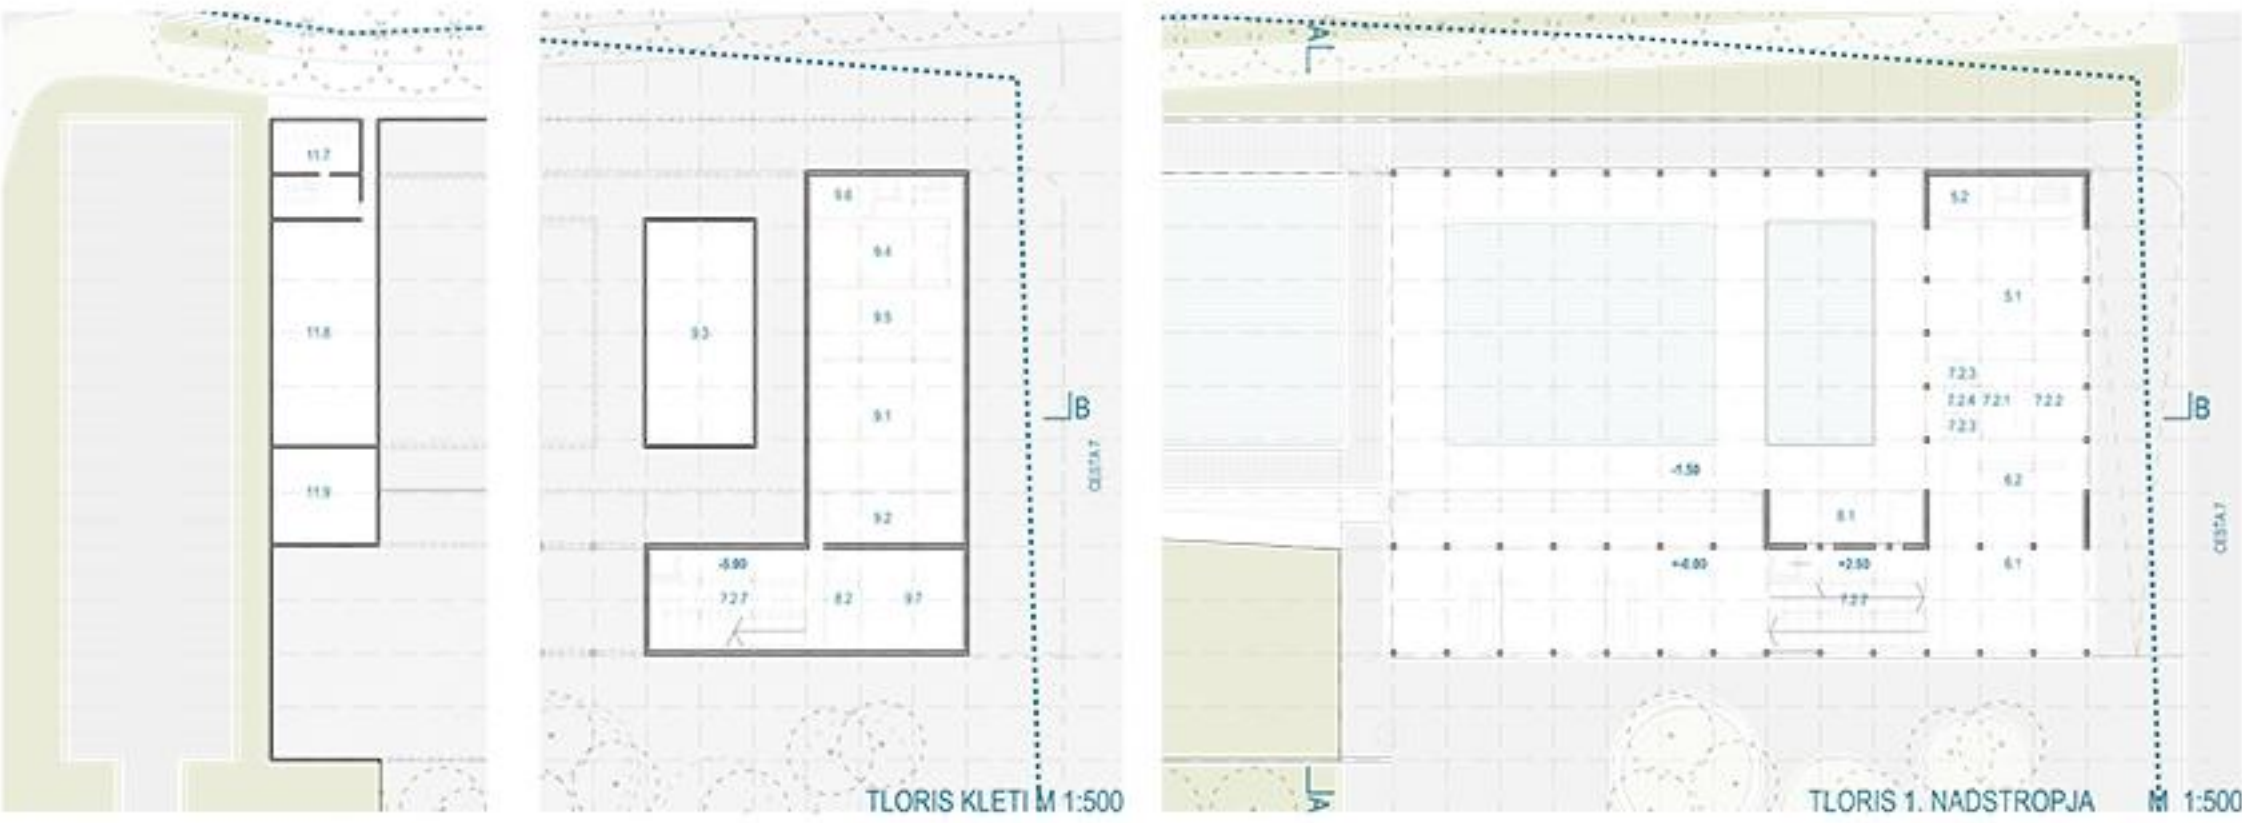 11.7
11.8
11.9
9.6
9.4
9.5
9.3
9.1
9.2
-5.00
7.2.7
8.2
9.7
B
CESTA 7
TLORIS KLETI M 1:500
A
5.2
5.1
7.2.3
7.2.4 7.2.1 7.2.2
7.2.3
B
-1.50
6.2
8.1
+-0.00
+2.50
6.1
7.2.7
CESTA 7
A
TLORIS 1. NADSTROPJA M 1:500